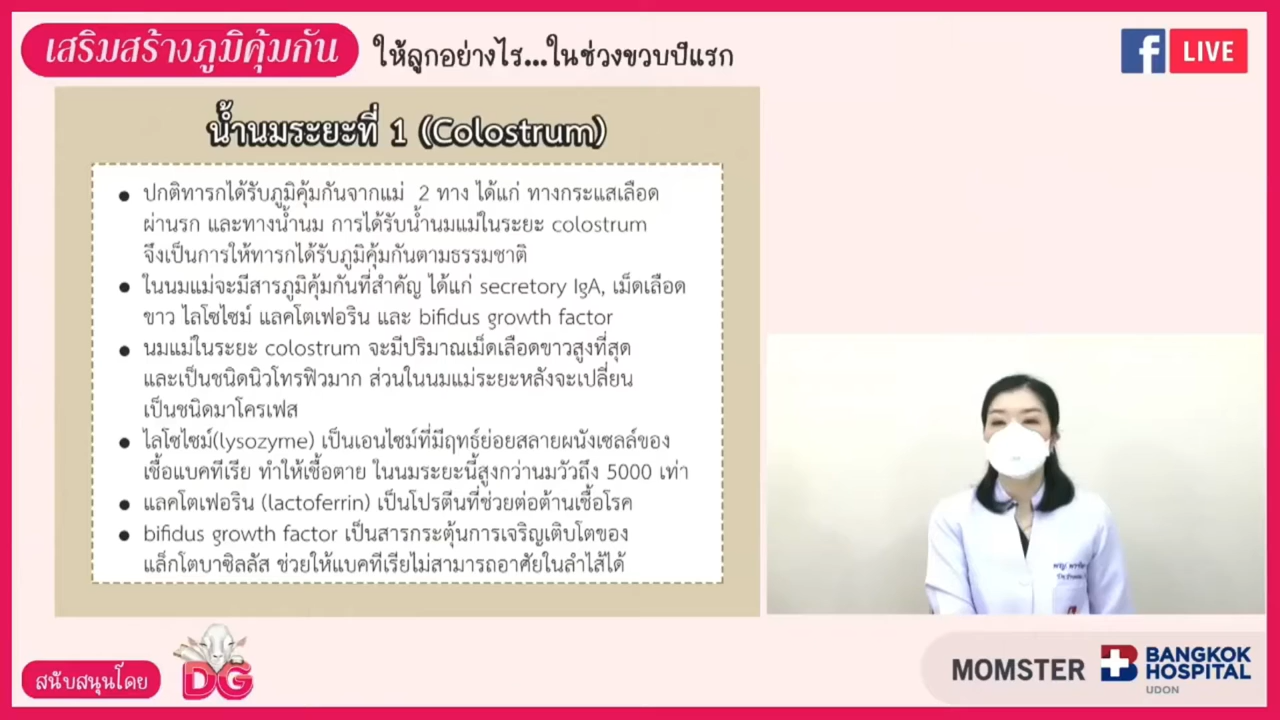 เสริมสร้างภูมิคุ้มกัน ให้ลูกอย่างไร...ในช่วงขวบปีแรก
f LIVE
น้ำนมระยะที่ 1 (Colostrum)
● ปกติทารกได้รับภูมิคุ้มกันจากแม่ 2 ทาง ได้แก่ ทางกระแสเลือด
ผ่านรก และทางน้ำนม การได้รับน้ำนมแม่ในระยะ colostrum
จึงเป็นการให้ทารกได้รับภูมิคุ้มกันตามธรรมชาติ
● ในนมแม่จะมีสารภูมิคุ้มกันที่สำคัญ ได้แก่ secretory IgA, เม็ดเลือด
ขาว ไลโซไซม์ แลคโตเฟอริน และ bifidus growth factor
● นมแม่ในระยะ colostrum จะมีปริมาณเม็ดเลือดขาวสูงที่สุด
และเป็นชนิดนิวโทรฟิวมาก ส่วนในนมแม่ระยะหลังจะเปลี่ยน
เป็นชนิดมาโครเฟส
● ไลโซไซม์(lysozyme) เป็นเอนไซม์ที่มีฤทธ์ย่อยสลายผนังเซลล์ของ
เชื้อแบคทีเรีย ทำให้เชื้อตาย ในนมระยะนี้สูงกว่านมวัวถึง 5000 เท่า
● แลคโตเฟอริน (lactoferrin) เป็นโปรตีนที่ช่วยต่อต้านเชื้อโรค
● bifidus growth factor เป็นสารกระตุ้นการเจริญเติบโตของ
แล็กโตบาซิลลัส ช่วยให้แบคทีเรียไม่สามารถอาศัยในลำไส้ได้
สนับสนุนโดย
DG
MOMSTER
BANGKOK
HOSPITAL
UDON